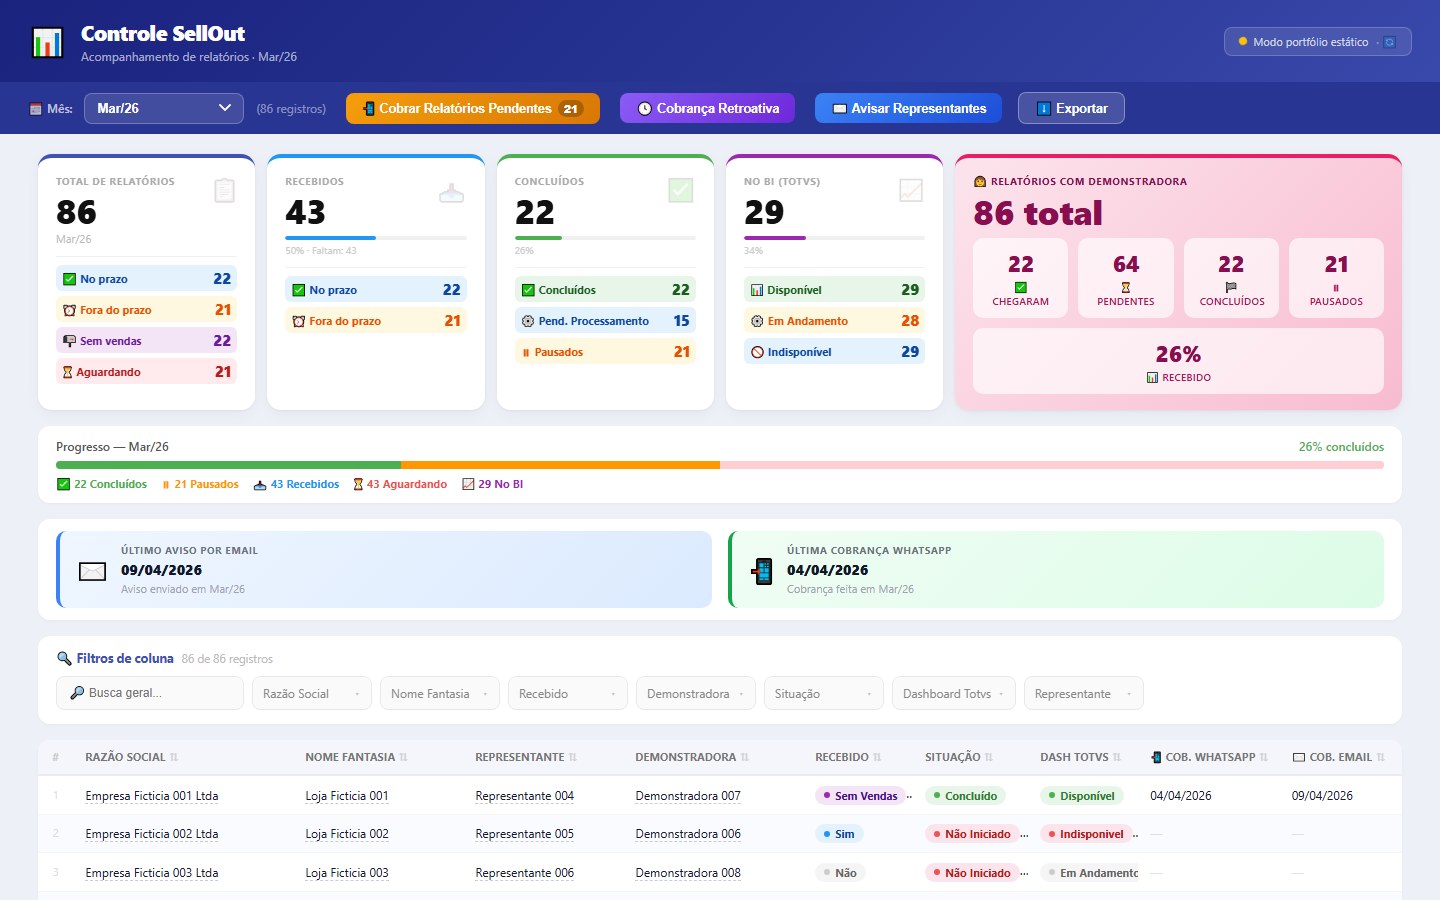 Controle SellOut
Acompanhamento de relatórios · Mar/26
Modo portfólio estático ·
Mês: Mar/26 (86 registros) Cobrar Relatórios Pendentes 21 Cobrança Retroativa Avisar Representantes Exportar
TOTAL DE RELATÓRIOS
86
Mar/26
No prazo 22
Fora do prazo 21
Sem vendas 22
Aguardando 21
RECEBIDOS
43
50% · Faltam: 43
No prazo 22
Fora do prazo 21
CONCLUÍDOS
22
26%
Concluídos 22
Pend. Processamento 15
Pausados 21
NO BI (TOTVS)
29
34%
Disponível 29
Em Andamento 28
Indisponível 29
RELATÓRIOS COM DEMONSTRADORA
86 total
22
CHEGARAM
64
PENDENTES
22
CONCLUÍDOS
21
PAUSADOS
26%
RECEBIDO
Progresso — Mar/26 26% concluídos
22 Concluídos 21 Pausados 43 Recebidos 43 Aguardando 29 No BI
ÚLTIMO AVISO POR EMAIL
09/04/2026
Aviso enviado em Mar/26
ÚLTIMA COBRANÇA WHATSAPP
04/04/2026
Cobrança feita em Mar/26
Filtros de coluna 86 de 86 registros
Busca geral... Razão Social Nome Fantasia Recebido Demonstradora Situação Dashboard Totvs Representante
# RAZÃO SOCIAL NOME FANTASIA REPRESENTANTE DEMONSTRADORA RECEBIDO SITUAÇÃO DASH TOTVS COB. WHATSAPP COB. EMAIL
1 Empresa Ficticia 001 Ltda Loja Ficticia 001 Representante 004 Demonstradora 007 Sem Vendas .. Concluído Disponível 04/04/2026 09/04/2026
2 Empresa Ficticia 002 Ltda Loja Ficticia 002 Representante 005 Demonstradora 006 Sim Não Iniciado ... Indisponivel .. — —
3 Empresa Ficticia 003 Ltda Loja Ficticia 003 Representante 006 Demonstradora 008 Não Não Iniciado ... Em Andamento — —